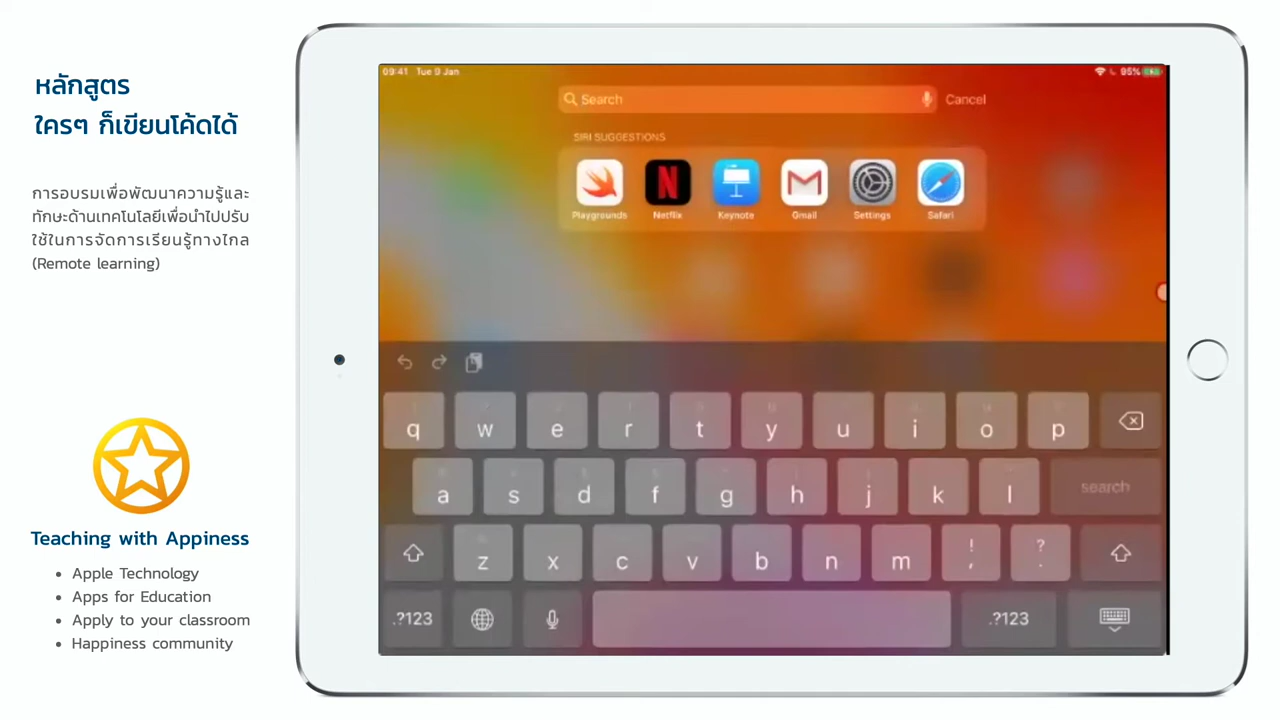 หลักสูตร
ใครๆ ก็เขียนโค้ดได้
การอบรมเพื่อพัฒนาความรู้และ
ทักษะด้านเทคโนโลยีเพื่อนำไปปรับ
ใช้ในการจัดการเรียนรู้ทางไกล
(Remote learning)
Teaching with Appiness
• Apple Technology
• Apps for Education
• Apply to your classroom
• Happiness community
09:41 Tue 9 Jan
95%
Search
Cancel
SIRI SUGGESTIONS
Playgrounds Netflix Keynote Gmail Settings Safari
q w e r t y u i o p
a s d f g h j k l search
z x c v b n m ! , ? .
.?123 .?123